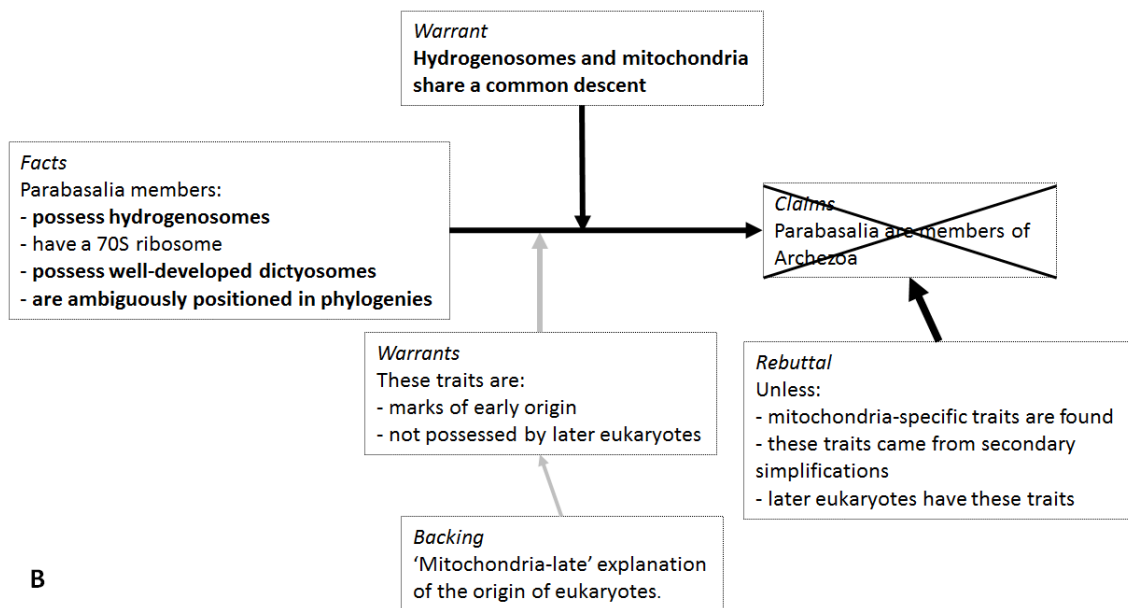 Warrant
Hydrogenosomes and mitochondria
share a common descent
Facts
Parabasalia members:
- possess hydrogenosomes
- have a 70S ribosome
- possess well-developed dictyosomes
- are ambiguously positioned in phylogenies
Claims
Parabasalia are members of
Archezoa
Warrants
These traits are:
- marks of early origin
- not possessed by later eukaryotes
Rebuttal
Unless:
- mitochondria-specific traits are found
- these traits came from secondary
simplifications
- later eukaryotes have these traits
Backing
‘Mitochondria-late’ explanation
of the origin of eukaryotes.
B